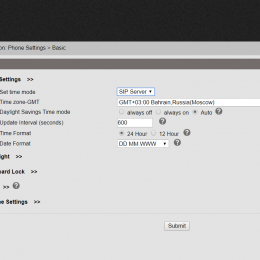 on: Phone Settings » Basic
Settings >>
Set time mode SIP Server
Time zone-GMT GMT+03:00 Bahrain,Russia(Moscow)
Daylight Savings Time mode always off always on Auto ?
Update Interval (seconds) 600 ?
Time Format 24 Hour 12 Hour ?
Date Format DD MM WWW ?
ight >>
ard Lock >>
>> ?
ne Settings >>
Submit